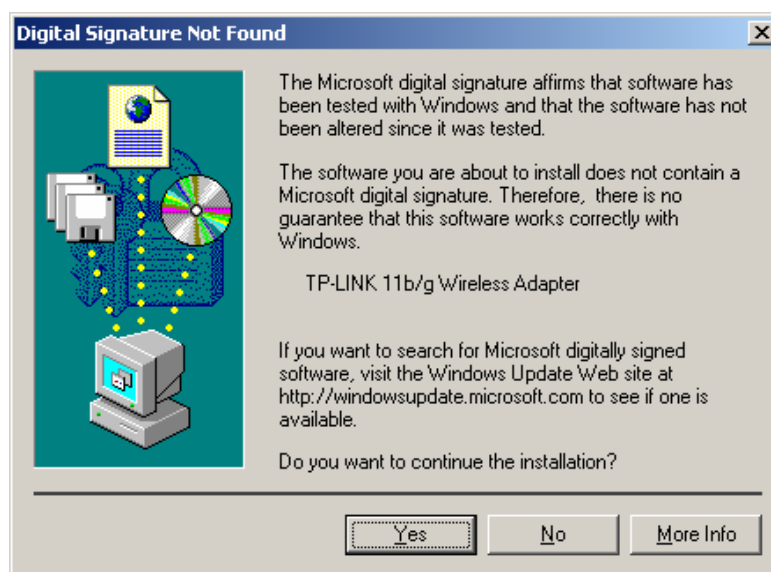 Digital Signature Not Found
The Microsoft digital signature affirms that software has
been tested with Windows and that the software has not
been altered since it was tested.
The software you are about to install does not contain a
Microsoft digital signature. Therefore, there is no
guarantee that this software works correctly with
Windows.
TP-LINK 11b/g Wireless Adapter
If you want to search for Microsoft digitally signed
software, visit the Windows Update Web site at
http://windowsupdate.microsoft.com to see if one is
available.
Do you want to continue the installation?
Yes No More Info